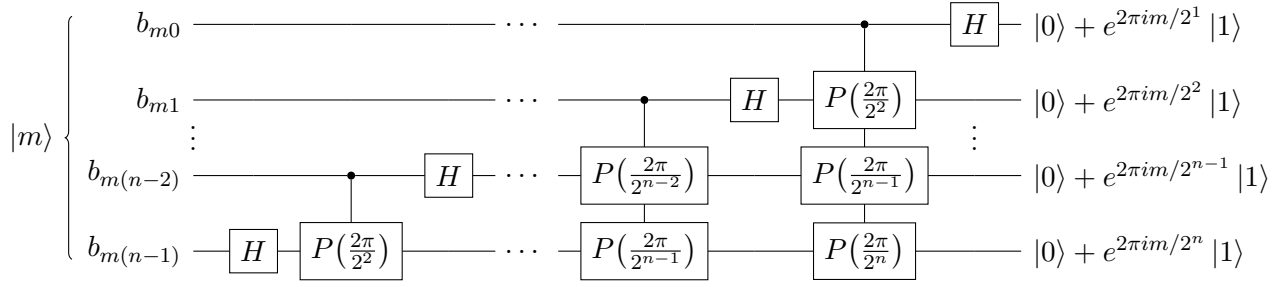 b_{m0} ⋯ H |0⟩ + e^{2πim/2^1} |1⟩
b_{m1} ⋯ H P(2π/2^2) |0⟩ + e^{2πim/2^2} |1⟩
|m⟩ ⋮ ⋮
b_{m(n−2)} H ⋯ P(2π/2^{n−2}) P(2π/2^{n−1}) |0⟩ + e^{2πim/2^{n−1}} |1⟩
b_{m(n−1)} H P(2π/2^2) ⋯ P(2π/2^{n−1}) P(2π/2^n) |0⟩ + e^{2πim/2^n} |1⟩